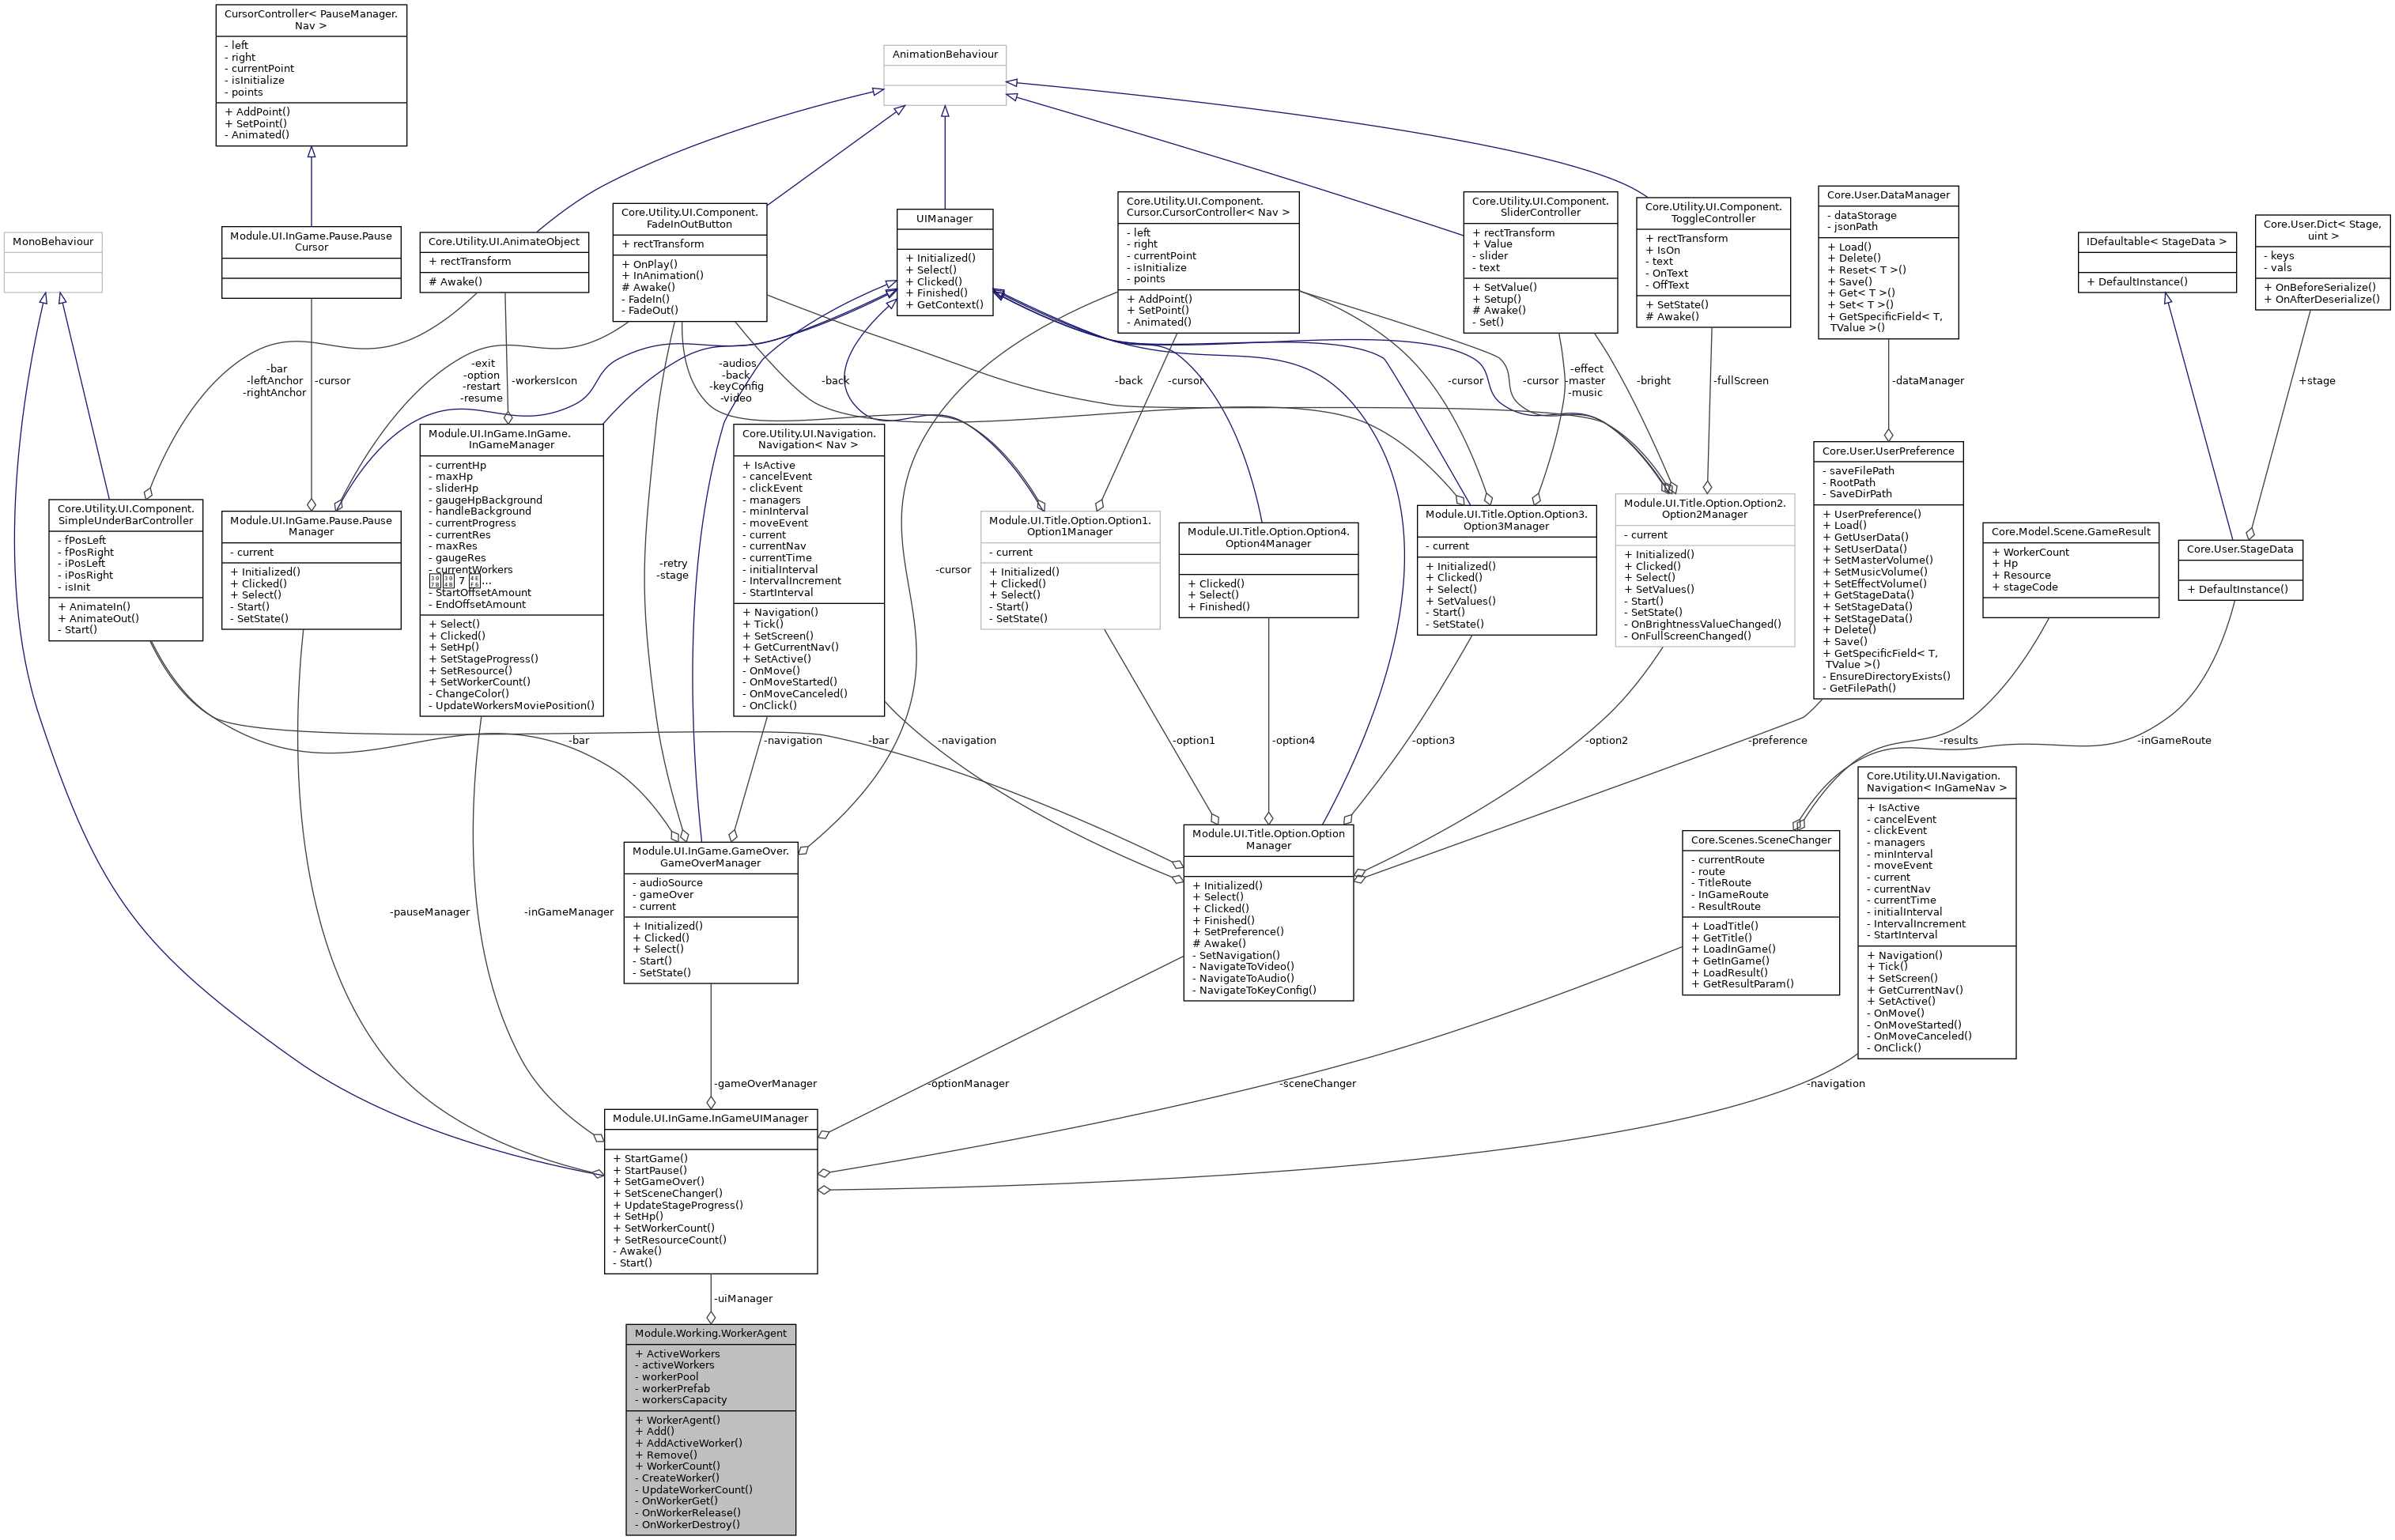 CursorController< PauseManager.
Nav >
- left
- right
- currentPoint
- isInitialize
- points
+ AddPoint()
+ SetPoint()
- Animated()
AnimationBehaviour
MonoBehaviour
Module.UI.InGame.Pause.Pause
Cursor
Core.Utility.UI.AnimateObject
+ rectTransform
# Awake()
Core.Utility.UI.Component.
FadeInOutButton
+ rectTransform
+ OnPlay()
+ InAnimation()
# Awake()
- FadeIn()
- FadeOut()
UIManager
+ Initialized()
+ Select()
+ Clicked()
+ Finished()
+ GetContext()
Core.Utility.UI.Component.
Cursor.CursorController< Nav >
- left
- right
- currentPoint
- isInitialize
- points
+ AddPoint()
+ SetPoint()
- Animated()
Core.Utility.UI.Component.
SliderController
+ rectTransform
+ Value
- slider
- text
+ SetValue()
+ Setup()
# Awake()
- Set()
Core.Utility.UI.Component.
ToggleController
+ rectTransform
+ IsOn
- text
- OnText
- OffText
+ SetState()
# Awake()
Core.User.DataManager
- dataStorage
- jsonPath
+ Load()
+ Delete()
+ Reset< T >()
+ Save()
+ Get< T >()
+ Set< T >()
+ GetSpecificField< T,
TValue >()
IDefaultable< StageData >
+ DefaultInstance()
Core.User.Dict< Stage,
uint >
- keys
- vals
+ OnBeforeSerialize()
+ OnAfterDeserialize()
-bar
-leftAnchor
-rightAnchor
-cursor
-exit
-option
-restart
-resume
-workersIcon
-audios
-back
-keyConfig
-video
-back
-back
-cursor
-cursor
-cursor
-effect
-master
-music
-bright
-fullScreen
-dataManager
+stage
Core.Utility.UI.Component.
SimpleUnderBarController
- fPosLeft
- fPosRight
- iPosLeft
- iPosRight
- isInit
+ AnimateIn()
+ AnimateOut()
- Start()
Module.UI.InGame.Pause.Pause
Manager
- current
+ Initialized()
+ Clicked()
+ Select()
- Start()
- SetState()
Module.UI.InGame.InGame.
InGameManager
- currentHp
- maxHp
- sliderHp
- gaugeHpBackground
- handleBackground
- currentProgress
- currentRes
- maxRes
- gaugeRes
- currentWorkers
7 ...
- StartOffsetAmount
- EndOffsetAmount
+ Select()
+ Clicked()
+ SetHp()
+ SetStageProgress()
+ SetResource()
+ SetWorkerCount()
- ChangeColor()
- UpdateWorkersMoviePosition()
-retry
-stage
Core.Utility.UI.Navigation.
Navigation< Nav >
+ IsActive
- cancelEvent
- clickEvent
- managers
- minInterval
- moveEvent
- current
- currentNav
- currentTime
- initialInterval
- IntervalIncrement
- StartInterval
+ Navigation()
+ Tick()
+ SetScreen()
+ GetCurrentNav()
+ SetActive()
- OnMove()
- OnMoveStarted()
- OnMoveCanceled()
- OnClick()
-cursor
Module.UI.Title.Option.Option1.
Option1Manager
- current
+ Initialized()
+ Clicked()
+ Select()
- Start()
- SetState()
Module.UI.Title.Option.Option4.
Option4Manager
+ Clicked()
+ Select()
+ Finished()
Module.UI.Title.Option.Option3.
Option3Manager
- current
+ Initialized()
+ Clicked()
+ Select()
+ SetValues()
- Start()
- SetState()
Module.UI.Title.Option.Option2.
Option2Manager
- current
+ Initialized()
+ Clicked()
+ Select()
+ SetValues()
- Start()
- SetState()
- OnBrightnessValueChanged()
- OnFullScreenChanged()
Core.User.UserPreference
- saveFilePath
- RootPath
- SaveDirPath
+ UserPreference()
+ Load()
+ GetUserData()
+ SetUserData()
+ SetMasterVolume()
+ SetMusicVolume()
+ SetEffectVolume()
+ GetStageData()
+ SetStageData()
+ SetStageData()
+ Delete()
+ Save()
+ GetSpecificField< T,
TValue >()
- EnsureDirectoryExists()
- GetFilePath()
Core.Model.Scene.GameResult
+ WorkerCount
+ Hp
+ Resource
+ stageCode
Core.User.StageData
+ DefaultInstance()
-bar
-navigation
-bar
-navigation
-option1
-option4
-option3
-option2
-preference
-results
-inGameRoute
-pauseManager
-inGameManager
Module.UI.InGame.GameOver.
GameOverManager
- audioSource
- gameOver
- current
+ Initialized()
+ Clicked()
+ Select()
- Start()
- SetState()
Module.UI.Title.Option.Option
Manager
+ Initialized()
+ Select()
+ Clicked()
+ Finished()
+ SetPreference()
# Awake()
- SetNavigation()
- NavigateToVideo()
- NavigateToAudio()
- NavigateToKeyConfig()
Core.Scenes.SceneChanger
- currentRoute
- route
- TitleRoute
- InGameRoute
- ResultRoute
+ LoadTitle()
+ GetTitle()
+ LoadInGame()
+ GetInGame()
+ LoadResult()
+ GetResultParam()
Core.Utility.UI.Navigation.
Navigation< InGameNav >
+ IsActive
- cancelEvent
- clickEvent
- managers
- minInterval
- moveEvent
- current
- currentNav
- currentTime
- initialInterval
- IntervalIncrement
- StartInterval
+ Navigation()
+ Tick()
+ SetScreen()
+ GetCurrentNav()
+ SetActive()
- OnMove()
- OnMoveStarted()
- OnMoveCanceled()
- OnClick()
-gameOverManager
-optionManager
-sceneChanger
-navigation
Module.UI.InGame.InGameUIManager
+ StartGame()
+ StartPause()
+ SetGameOver()
+ SetSceneChanger()
+ UpdateStageProgress()
+ SetHp()
+ SetWorkerCount()
+ SetResourceCount()
- Awake()
- Start()
-uiManager
Module.Working.WorkerAgent
+ ActiveWorkers
- activeWorkers
- workerPool
- workerPrefab
- workersCapacity
+ WorkerAgent()
+ Add()
+ AddActiveWorker()
+ Remove()
+ WorkerCount()
- CreateWorker()
- UpdateWorkerCount()
- OnWorkerGet()
- OnWorkerRelease()
- OnWorkerDestroy()